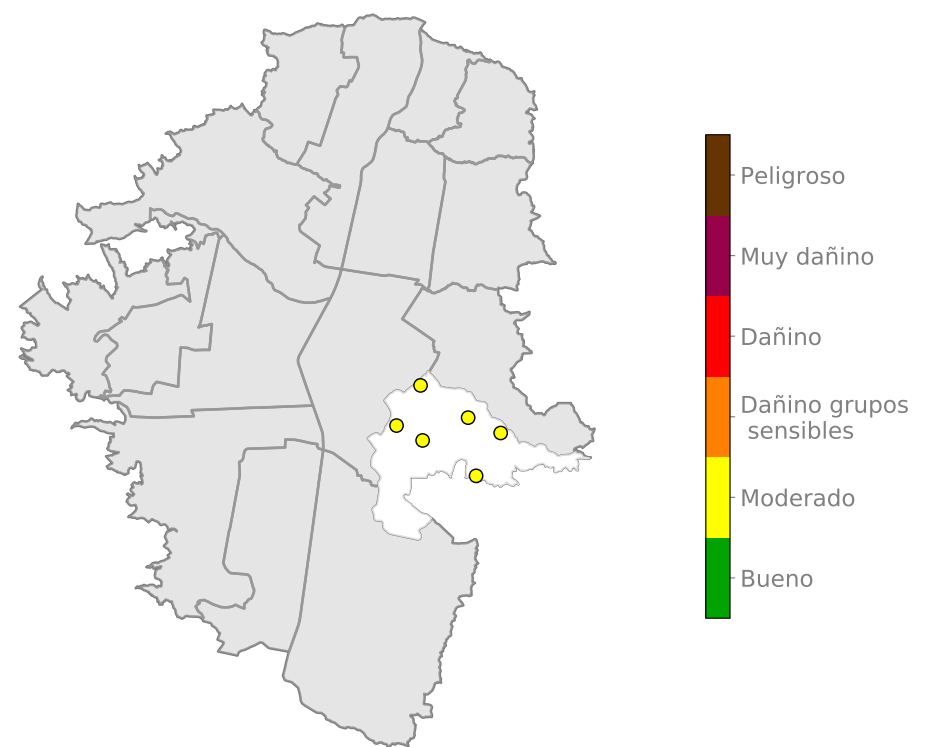 Peligroso
Muy dañino
Dañino
Dañino grupos
sensibles
Moderado
Bueno